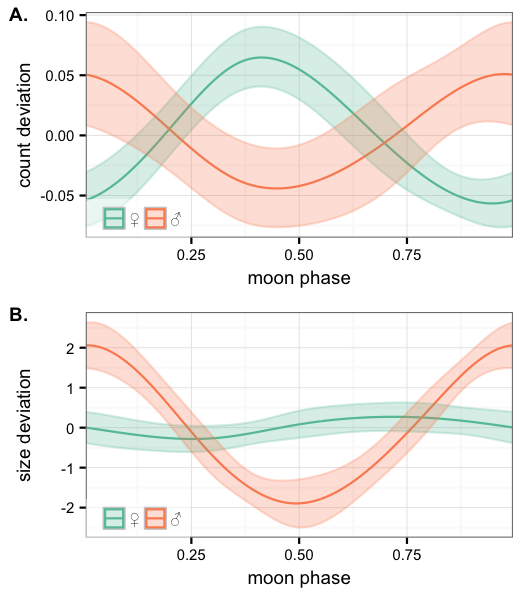 A.
count deviation
0.10
0.05
0.00
-0.05
♀ ♂
0.25 0.50 0.75
moon phase
B.
size deviation
2
1
0
-1
-2
♀ ♂
0.25 0.50 0.75
moon phase